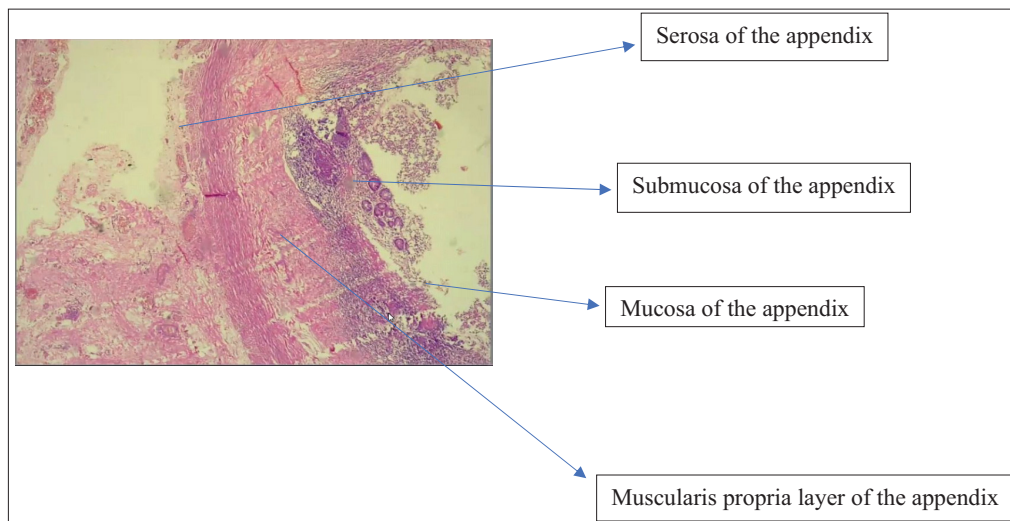 Serosa of the appendix
Submucosa of the appendix
Mucosa of the appendix
Muscularis propria layer of the appendix